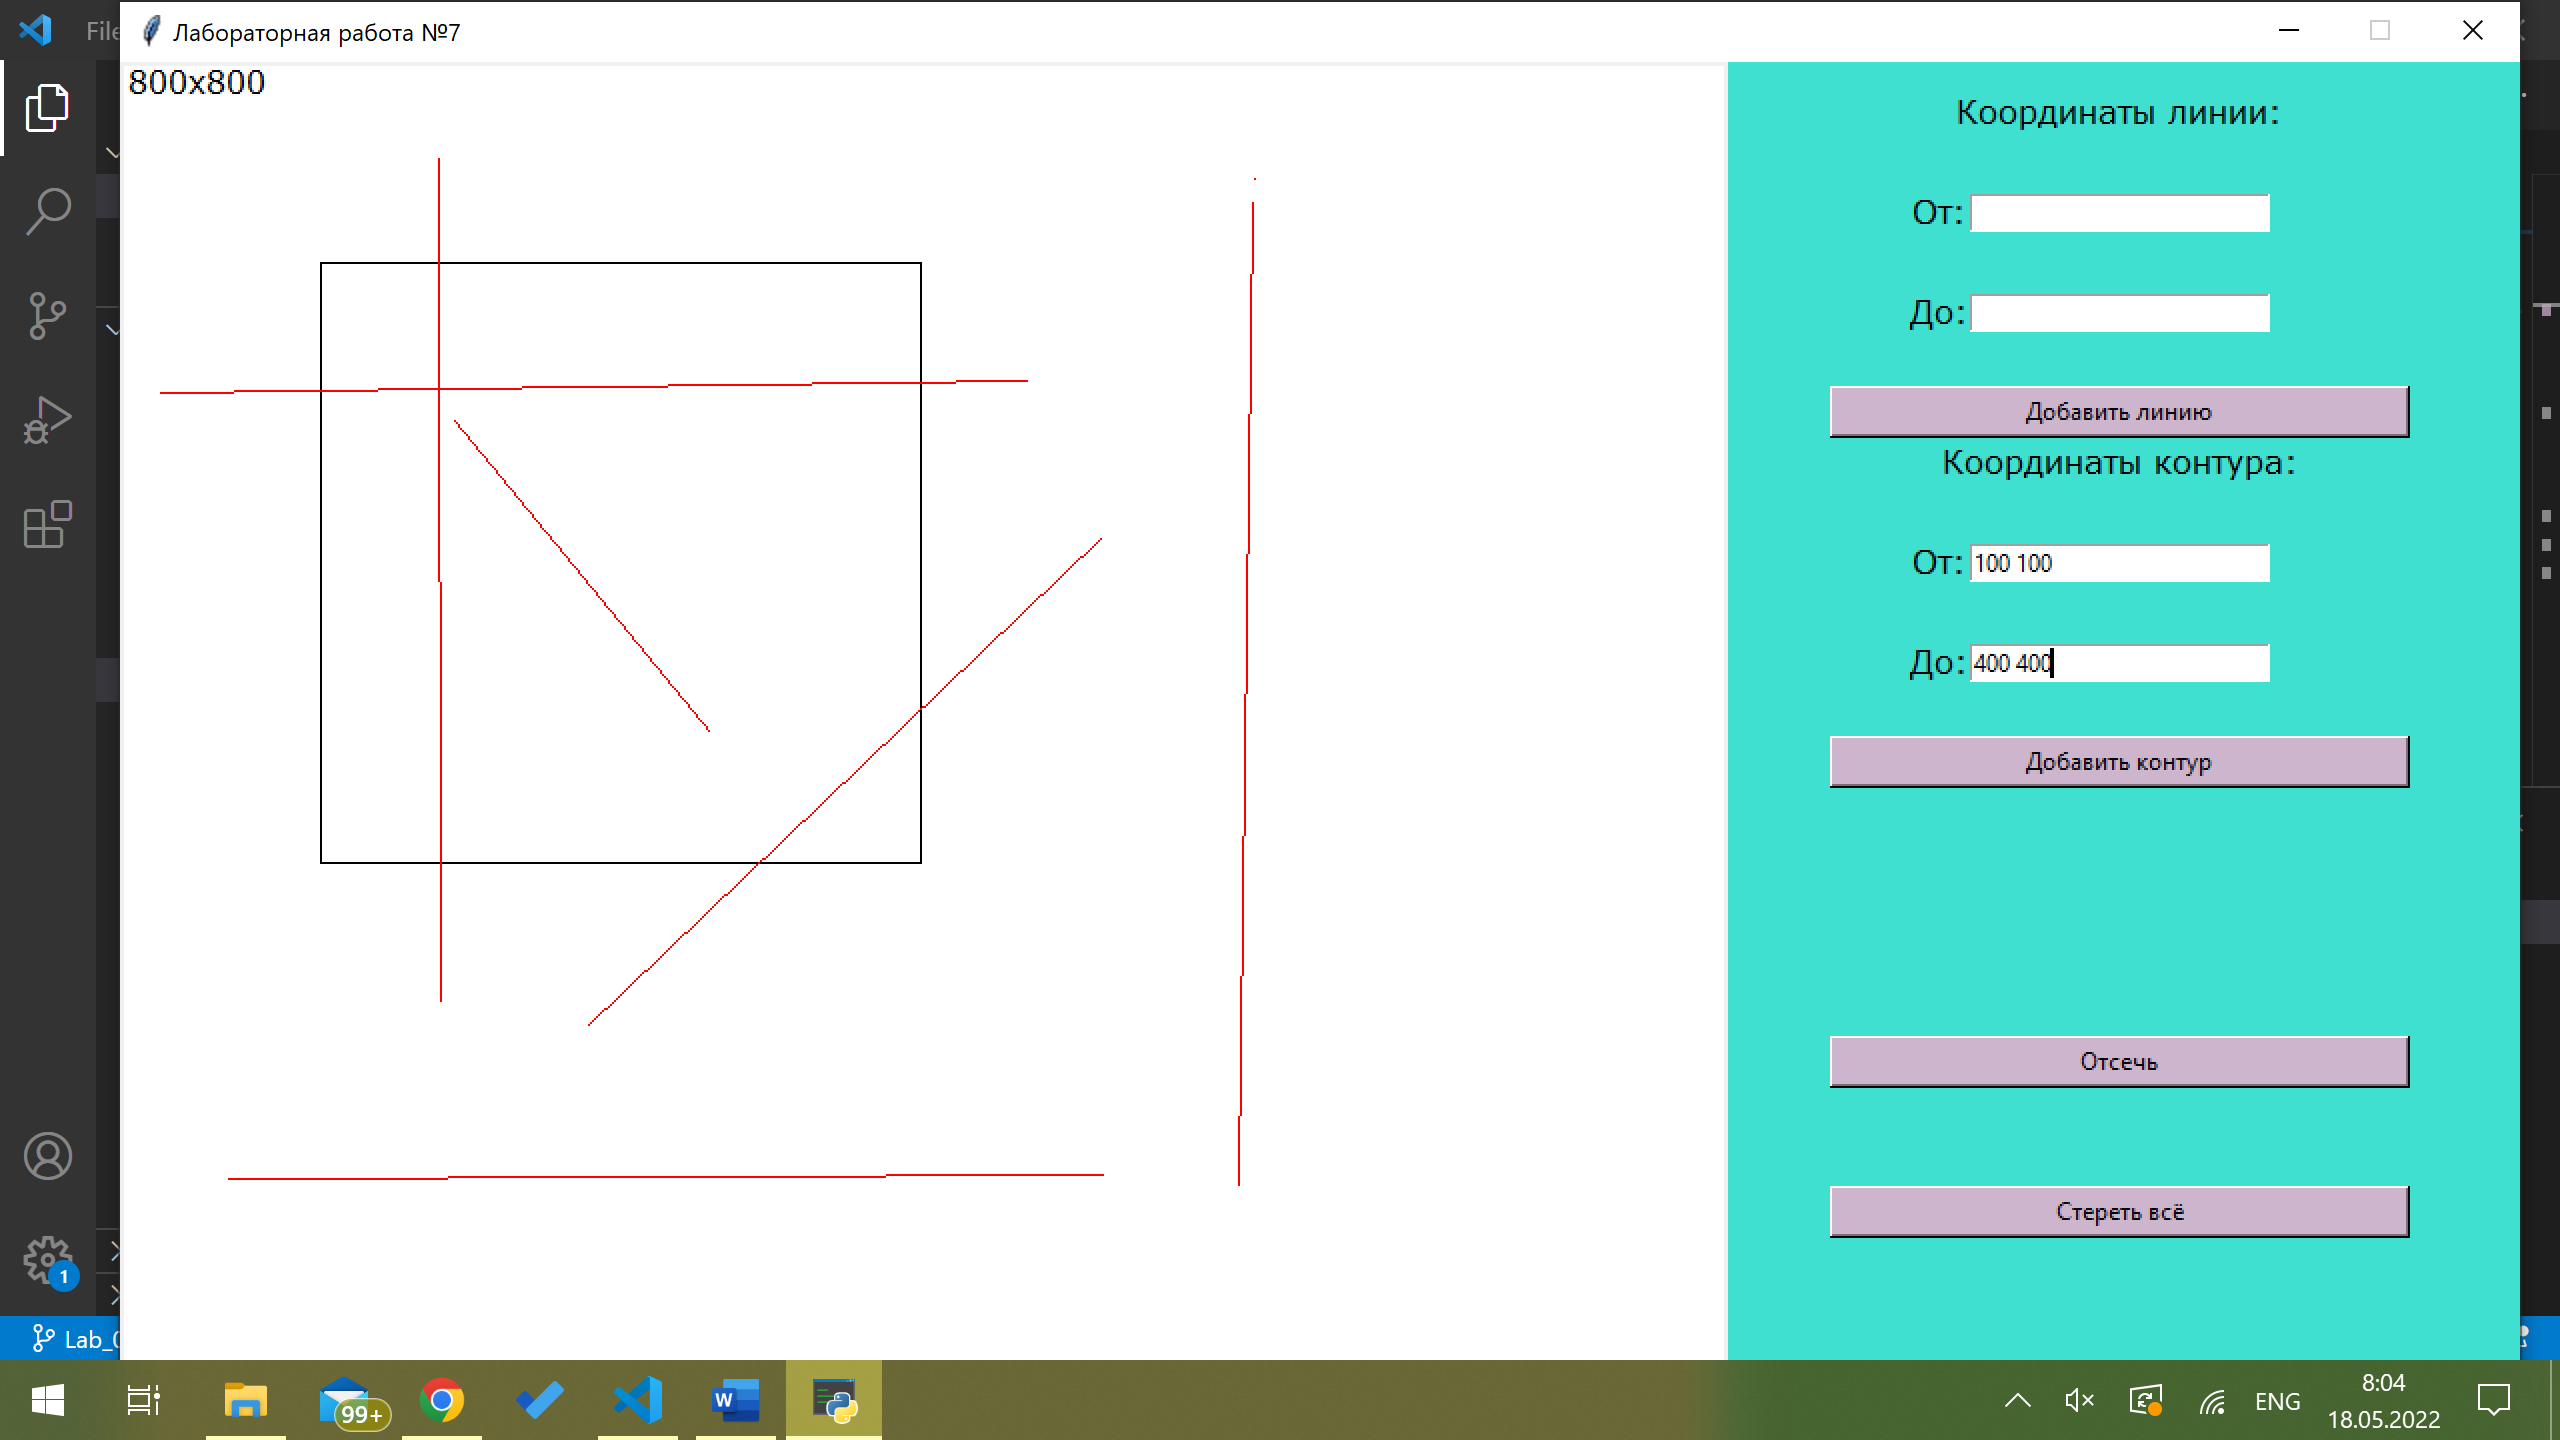 File
Лабораторная работа №7
800x800
Координаты линии:
От:
До:
Добавить линию
Координаты контура:
От: 100 100
До: 400 400
Добавить контур
Отсечь
Стереть всё
1
Lab_
99+
W
ENG
8:04
18.05.2022